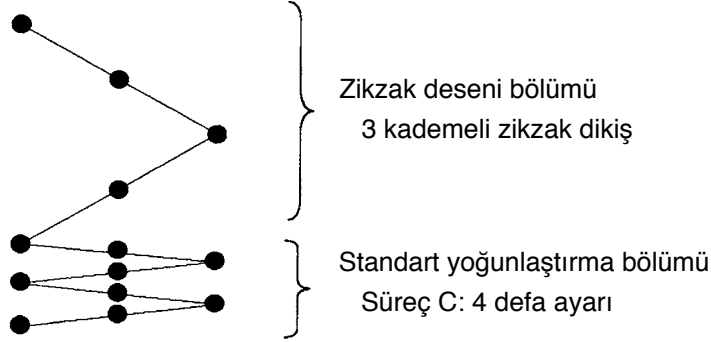 Zikzak deseni bölümü
3 kademeli zikzak dikiş
Standart yoğunlaştırma bölümü
Süreç C: 4 defa ayarı